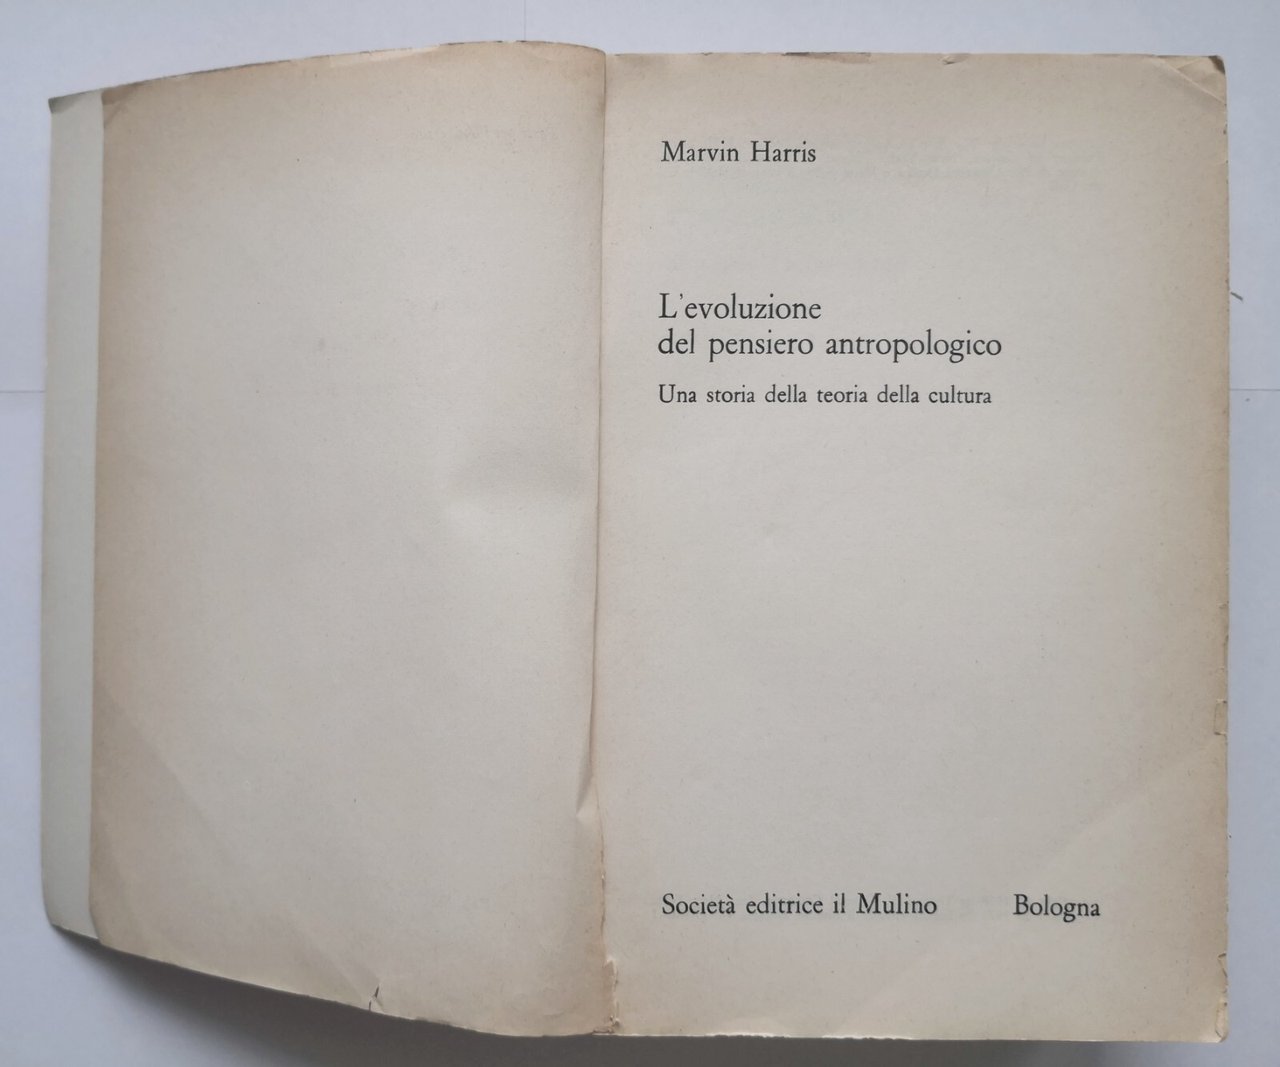 Marvin Harris
L'evoluzione
del pensiero antropologico
Una storia della teoria della cultura
Società editrice il Mulino Bologna